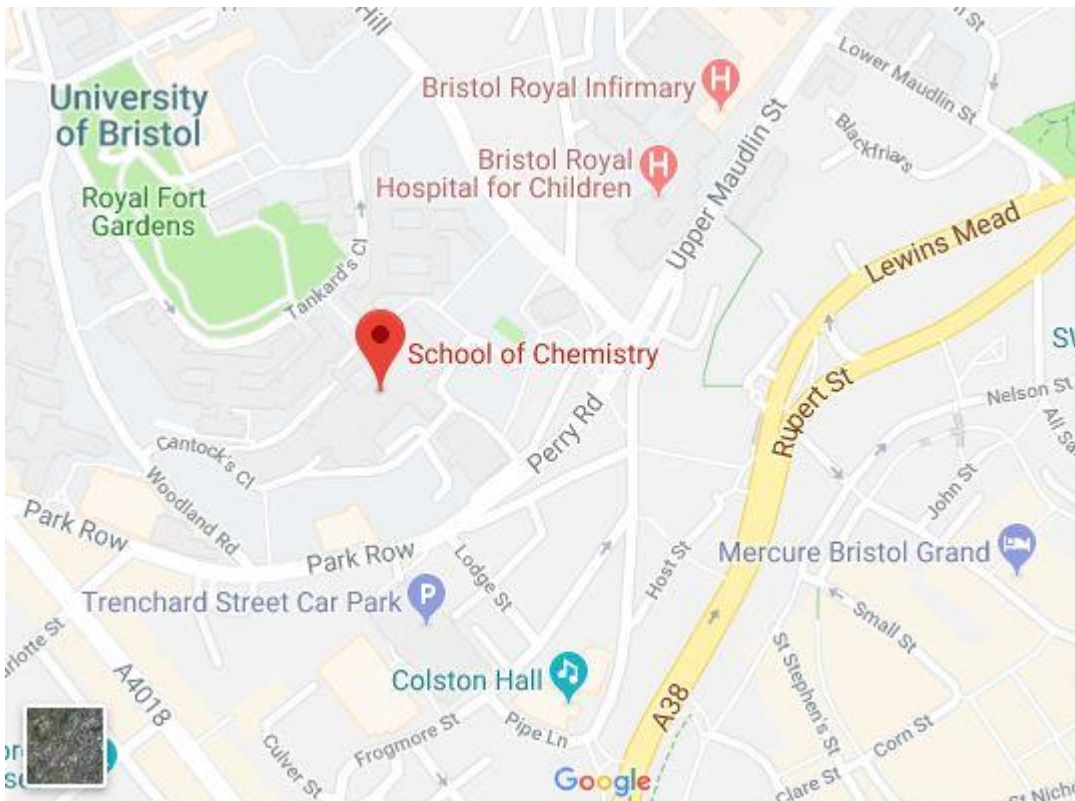 Hill
Lower Maudlin St
Bristol Royal Infirmary
H
University
of Bristol
Upper Maudlin St
Blackfriars
Bristol Royal
Hospital for Children
H
Royal Fort
Gardens
Lewins Mead
Tankard's Cl
School of Chemistry
Rupert St
Nelson St
Perry Rd
Cantock's Cl
Woodland Rd
John St
Park Row
Park Row
Mercure Bristol Grand
Lodge St
Host St
Trenchard Street Car Park
P
Small St
Colston Hall
A4018
A38
St Stephen's St
Pipe Ln
Frogmore St
Culver St
Corn St
Google
Clare St